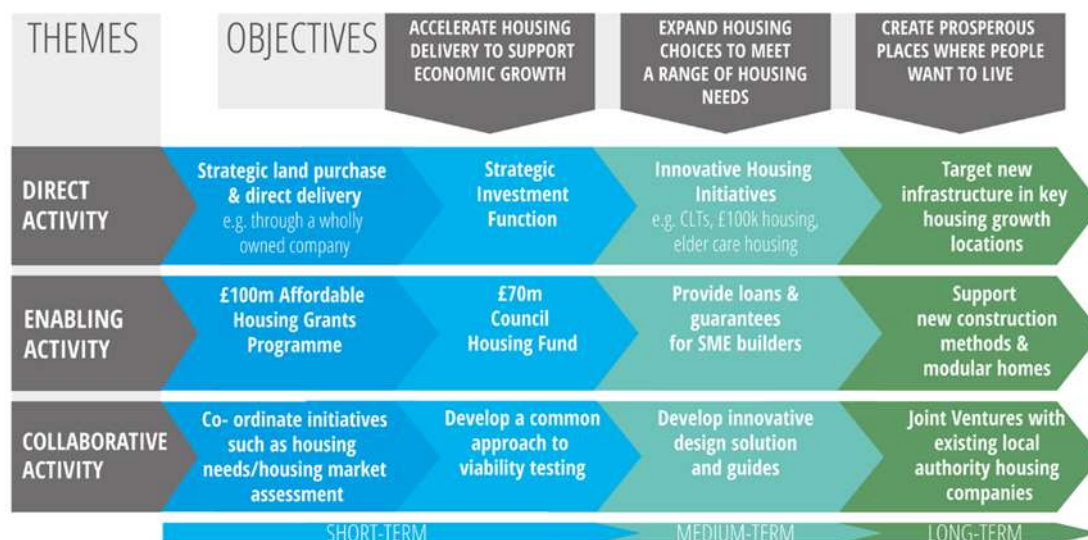 THEMES
OBJECTIVES
ACCELERATE HOUSING
DELIVERY TO SUPPORT
ECONOMIC GROWTH
EXPAND HOUSING
CHOICES TO MEET
A RANGE OF HOUSING
NEEDS
CREATE PROSPEROUS
PLACES WHERE PEOPLE
WANT TO LIVE
DIRECT
ACTIVITY
Strategic land purchase
& direct delivery
e.g. through a wholly
owned company
Strategic
Investment
Function
Innovative Housing
Initiatives
e.g. CLTs, £100k housing,
elder care housing
Target new
infrastructure in key
housing growth
locations
ENABLING
ACTIVITY
£100m Affordable
Housing Grants
Programme
£70m
Council
Housing Fund
Provide loans &
guarantees
for SME builders
Support
new construction
methods &
modular homes
COLLABORATIVE
ACTIVITY
Co- ordinate initiatives
such as housing
needs/housing market
assessment
Develop a common
approach to
viability testing
Develop innovative
design solution
and guides
Joint Ventures with
existing local
authority housing
companies
SHORT-TERM
MEDIUM-TERM
LONG-TERM